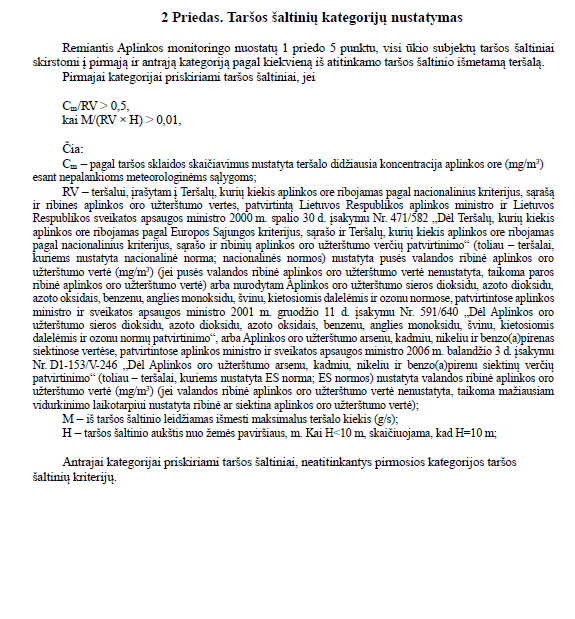 2 Priedas. Taršos šaltinių kategorijų nustatymas
Remiantis Aplinkos monitoringo nuostatų 1 priedo 5 punktu, visi ūkio subjektų taršos šaltiniai
skirstomi į pirmąją ir antrąją kategoriją pagal kiekvieną iš atitinkamo taršos šaltinio išmetamą teršalą.
Pirmajai kategorijai priskiriami taršos šaltiniai, jei
Cm/RV > 0,5,
kai M/(RV × H) > 0,01,
Čia:
Cm – pagal taršos sklaidos skaičiavimus nustatyta teršalo didžiausia koncentracija aplinkos ore (mg/m³)
esant nepalankioms meteorologinėms sąlygoms;
RV – teršalui, įrašytam į Teršalų, kurių kiekis aplinkos ore ribojamas pagal nacionalinius kriterijus, sąrašą
ir ribines aplinkos oro užterštumo vertes, patvirtintą Lietuvos Respublikos aplinkos ministro ir Lietuvos
Respublikos sveikatos apsaugos ministro 2000 m. spalio 30 d. įsakymu Nr. 471/582 „Dėl Teršalų, kurių kiekis
aplinkos ore ribojamas pagal Europos Sąjungos kriterijus, sąrašo ir Teršalų, kurių kiekis aplinkos ore ribojamas
pagal nacionalinius kriterijus, sąrašo ir ribinių aplinkos oro užterštumo verčių patvirtinimo“ (toliau – teršalai,
kuriems nustatyta nacionalinė norma; nacionalinės normos) nustatyta pusės valandos ribinė aplinkos oro
užterštumo vertė (mg/m³) (jei pusės valandos ribinė aplinkos oro užterštumo vertė nenustatyta, taikoma paros
ribinė aplinkos oro užterštumo vertė) arba nurodytam Aplinkos oro užterštumo sieros dioksidu, azoto dioksidu,
azoto oksidais, benzenu, anglies monoksidu, švinu, kietosiomis dalelėmis ir ozonu normose, patvirtintose aplinkos
ministro ir sveikatos apsaugos ministro 2001 m. gruodžio 11 d. įsakymu Nr. 591/640 „Dėl Aplinkos oro
užterštumo sieros dioksidu, azoto dioksidu, azoto oksidais, benzenu, anglies monoksidu, švinu, kietosiomis
dalelėmis ir ozonu normų patvirtinimo“, arba Aplinkos oro užterštumo arsenu, kadmiu, nikeliu ir benzo(a)pirenas
siektinose vertėse, patvirtintose aplinkos ministro ir sveikatos apsaugos ministro 2006 m. balandžio 3 d. įsakymu
Nr. D1-153/V-246 „Dėl Aplinkos oro užterštumo arsenu, kadmiu, nikeliu ir benzo(a)pirenu siektinų verčių
patvirtinimo“ (toliau – teršalai, kuriems nustatyta ES norma; ES normos) nustatyta valandos ribinė aplinkos oro
užterštumo vertė (mg/m³) (jei valandos ribinė aplinkos oro užterštumo vertė nenustatyta, taikoma mažiausiam
vidurkinimo laikotarpiui nustatyta ribinė ar siektina aplinkos oro užterštumo vertė);
M – iš taršos šaltinio leidžiamas išmesti maksimalus teršalo kiekis (g/s);
H – taršos šaltinio aukštis nuo žemės paviršiaus, m. Kai H<10 m, skaičiuojama, kad H=10 m;
Antrajai kategorijai priskiriami taršos šaltiniai, neatitinkantys pirmosios kategorijos taršos
šaltinių kriterijų.